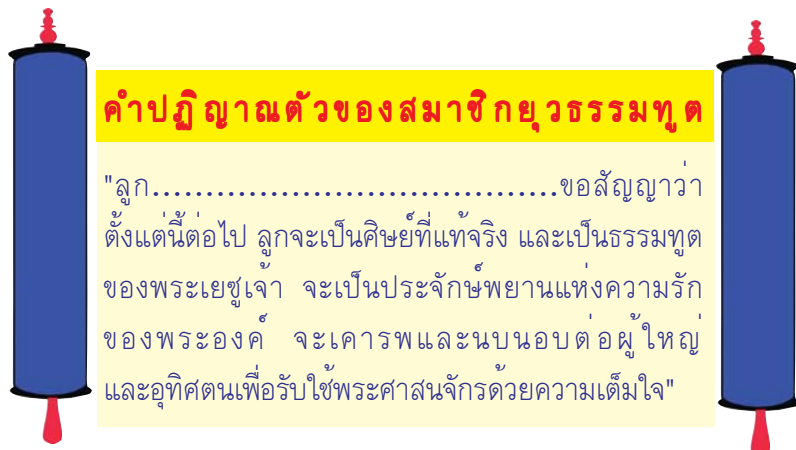 คำปฏิญาณตัวของสมาชิกยุวธรรมทูต
"ลูก.......................................ขอสัญญาว่า
ตั้งแต่นี้ต่อไป ลูกจะเป็นศิษย์ที่แท้จริง และเป็นธรรมทูต
ของพระเยซูเจ้า จะเป็นประจักษ์พยานแห่งความรัก
ของพระองค์ จะเคารพและนบนอบต่อผู้ใหญ่
และอุทิศตนเพื่อรับใช้พระศาสนจักรด้วยความเต็มใจ"